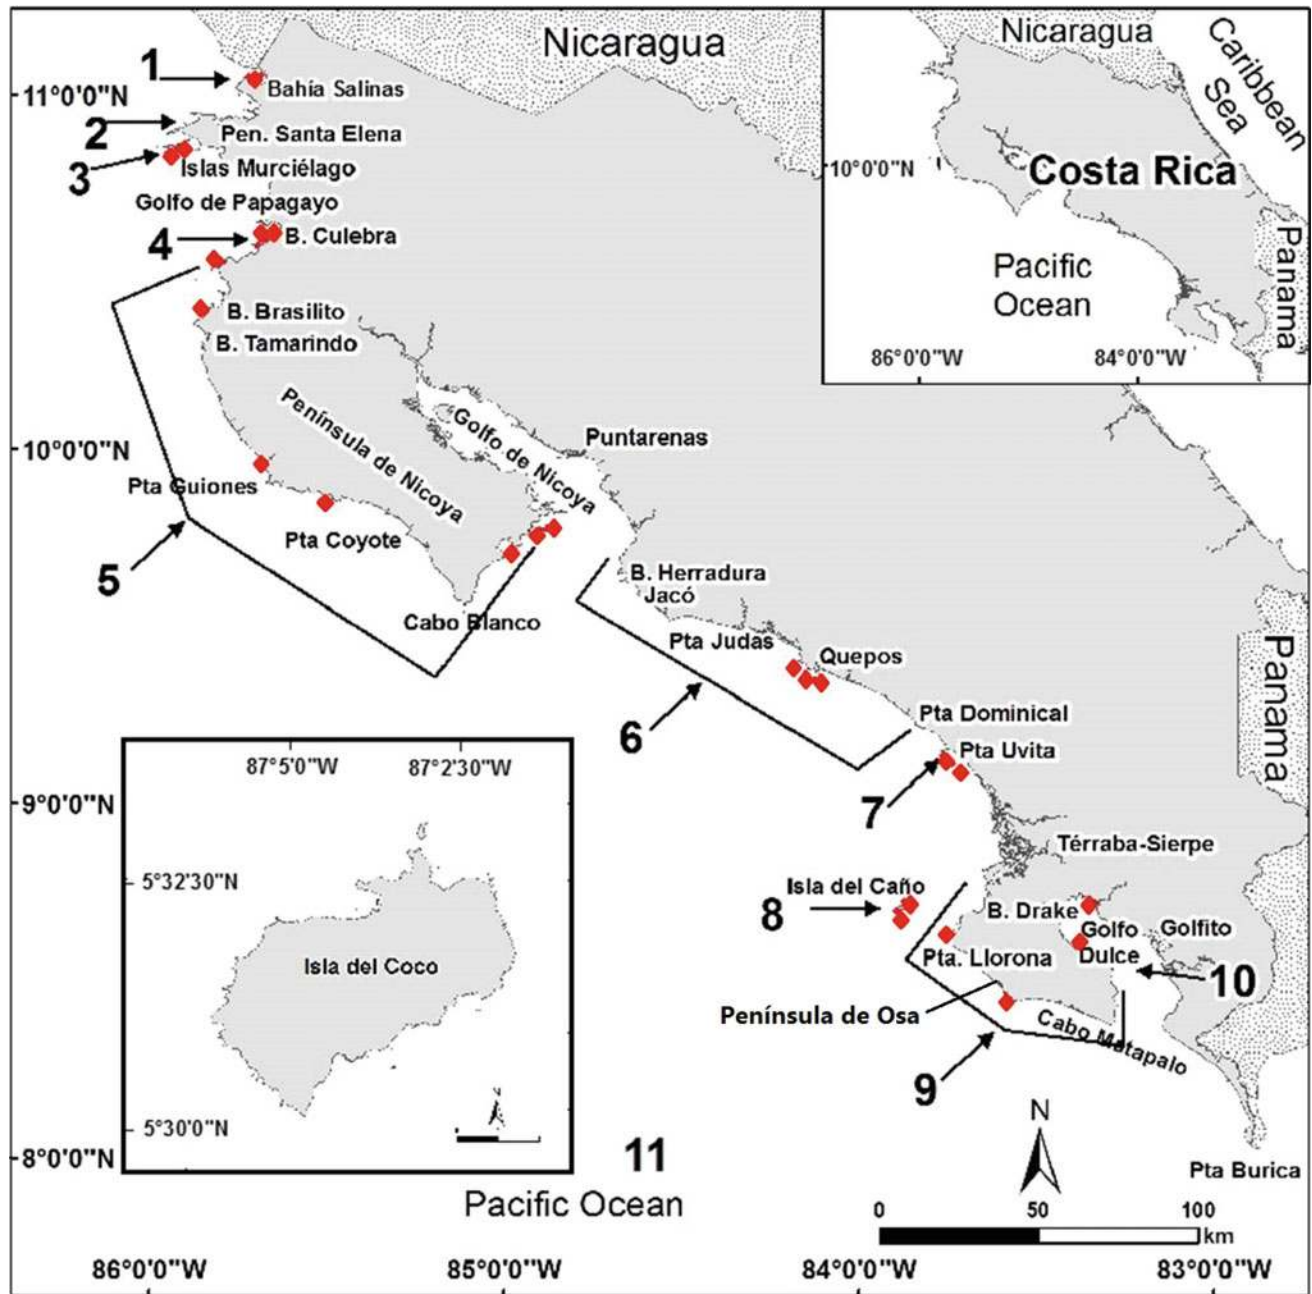 Nicaragua
1
Bahía Salinas
11°0'0"N
2
Pen. Santa Elena
3
Islas Murciélago
Golfo de Papagayo
4
B. Culebra
B. Brasilito
B. Tamarindo
Península de Nicoya
Golfo de Nicoya
Puntarenas
10°0'0"N
Pta Guiones
Pta Coyote
5
Cabo Blanco
B. Herradura
Jacó
Pta Judas
Quepos
6
Pta Dominical
Pta Uvita
7
9°0'0"N
Térraba-Sierpe
Isla del Caño
8
B. Drake
Golfo
Dulce
Golfito
Pta. Llorona
10
Península de Osa
Cabo Matapalo
9
Pta Burica
Panama
Nicaragua
Caribbean
Sea
10°0'0"N
Costa Rica
Pacific
Ocean
Panama
86°0'0"W
84°0'0"W
87°5'0"W
87°2'30"W
5°32'30"N
Isla del Coco
5°30'0"N
N
11
8°0'0"N
Pacific Ocean
N
0
50
100
km
86°0'0"W
85°0'0"W
84°0'0"W
83°0'0"W